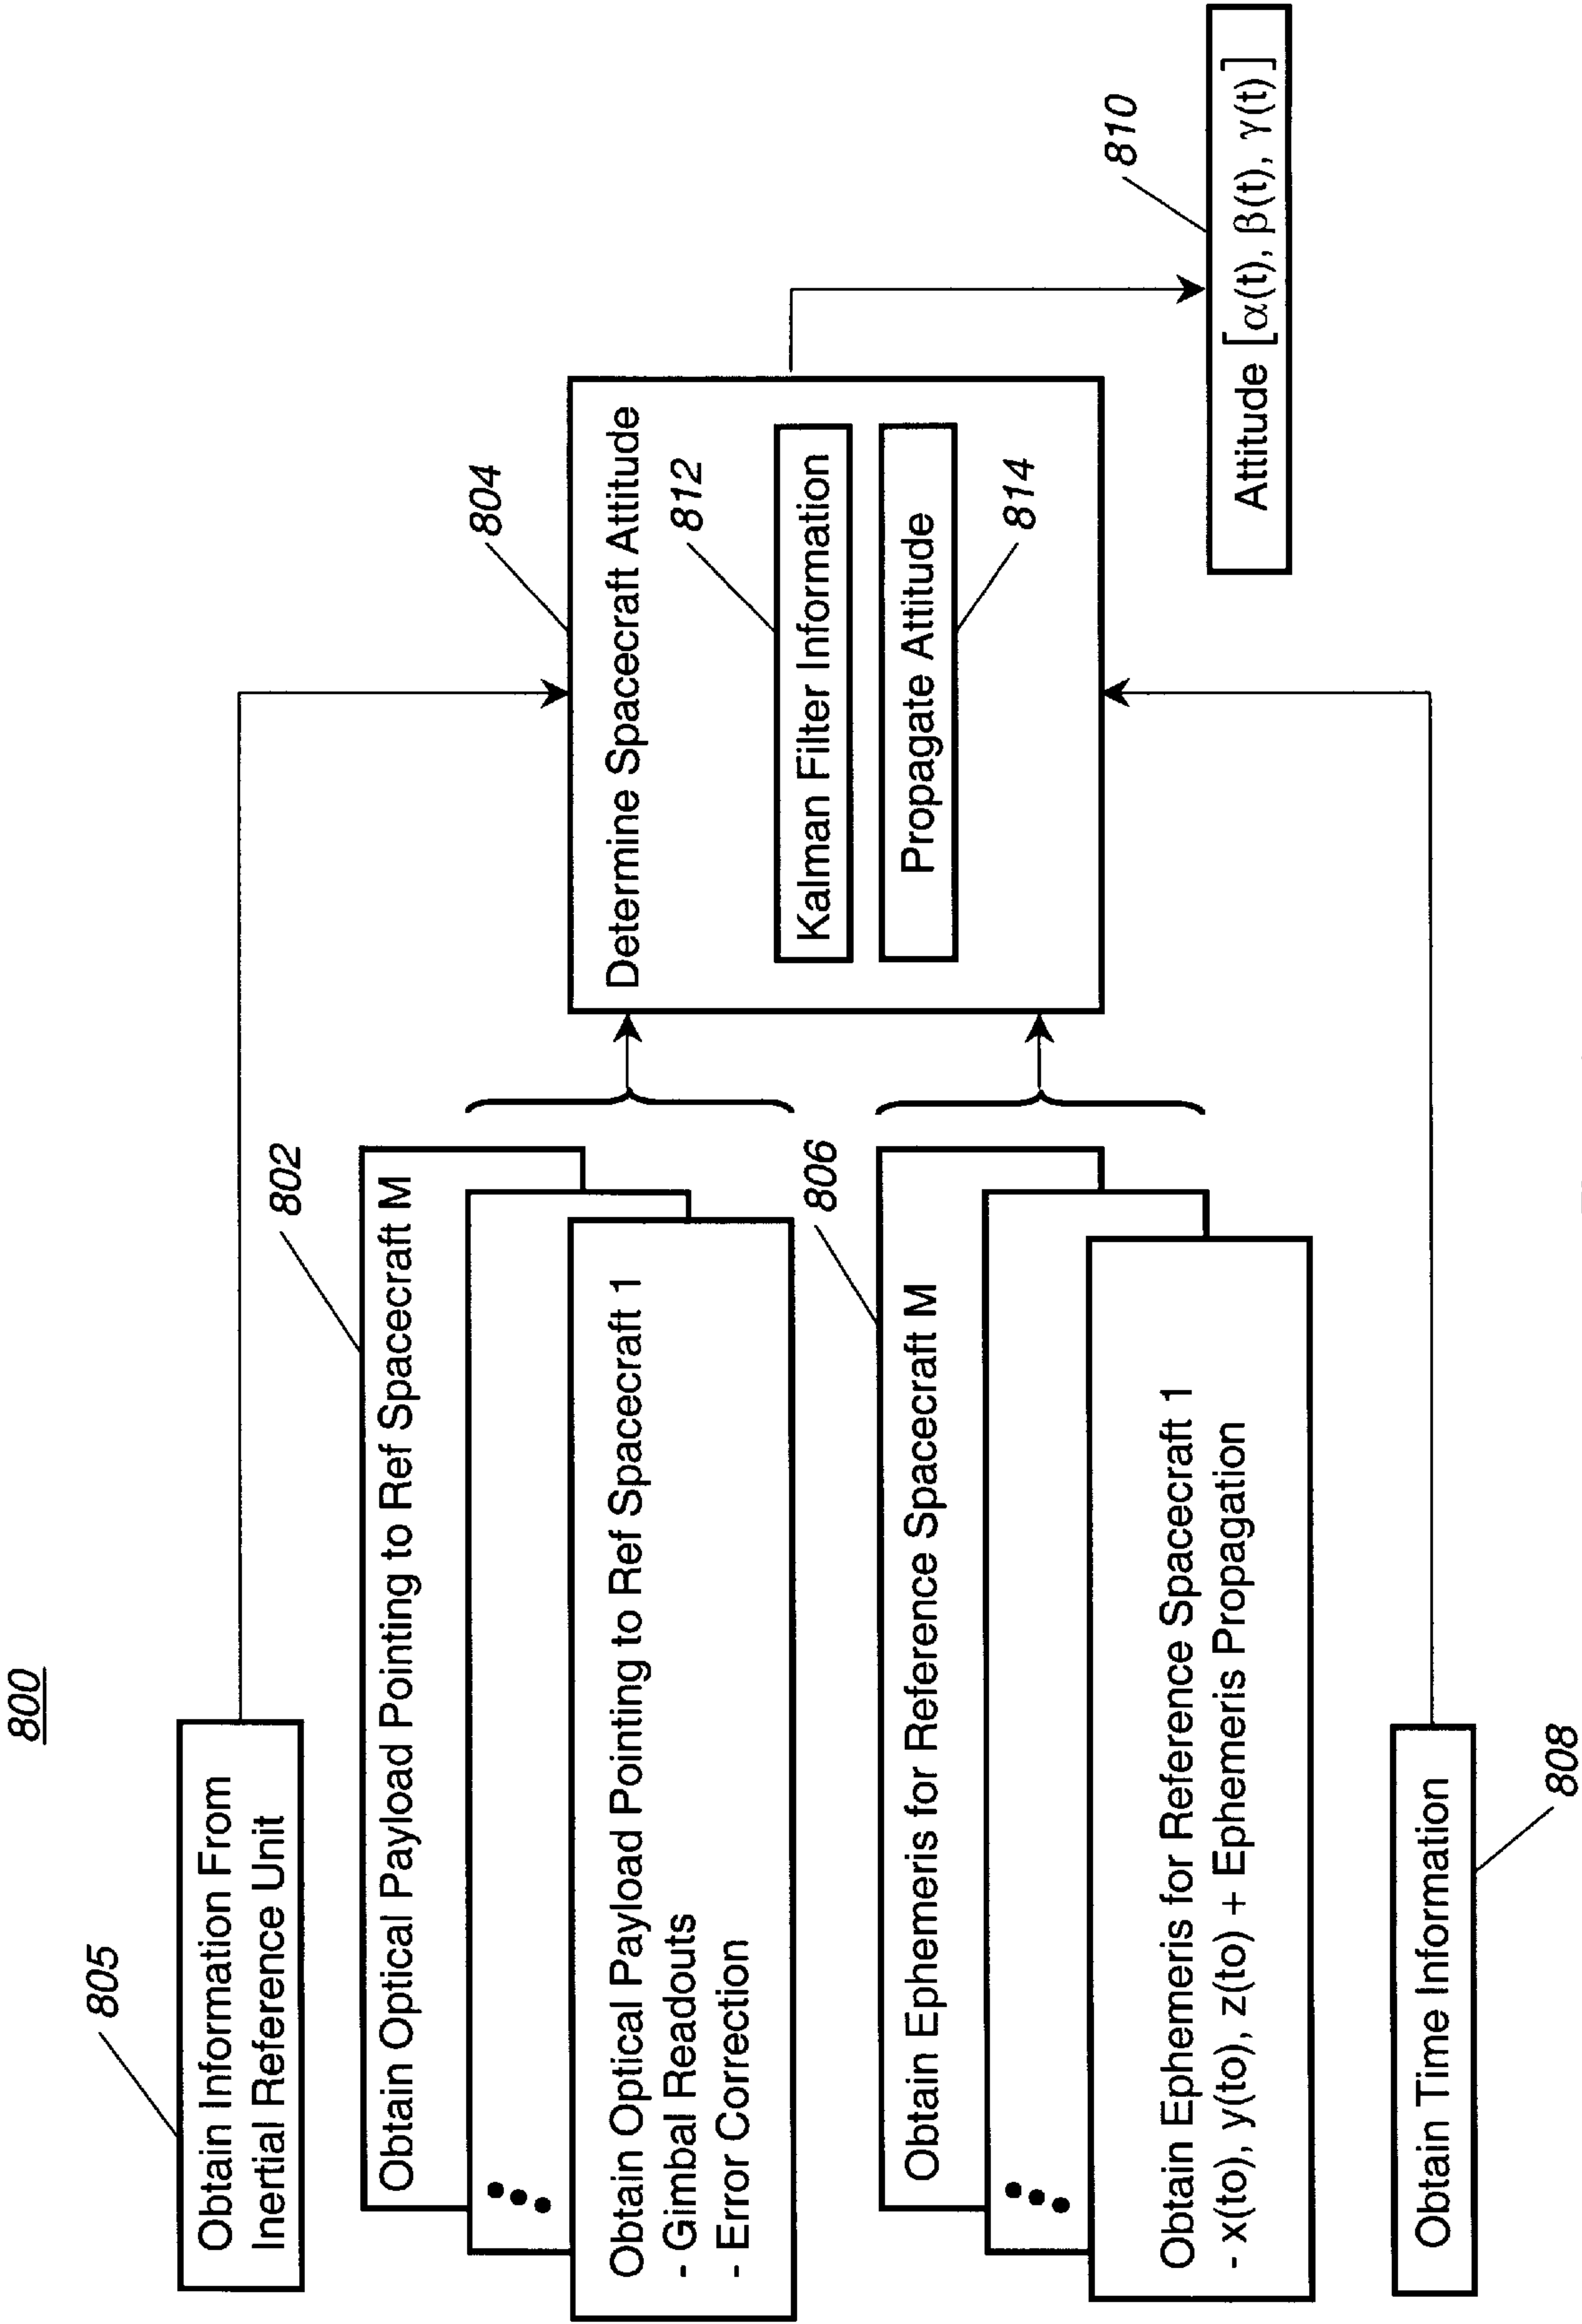 800
805
Obtain Information From
Inertial Reference Unit
802
Obtain Optical Payload Pointing to Ref Spacecraft M
Obtain Optical Payload Pointing to Ref Spacecraft 1
- Gimbal Readouts
- Error Correction
806
Obtain Ephemeris for Reference Spacecraft M
Obtain Ephemeris for Reference Spacecraft 1
- x(to), y(to), z(to) + Ephemeris Propagation
Obtain Time Information
808
804
Determine Spacecraft Attitude
812
Kalman Filter Information
Propagate Attitude
814
810
Attitude [α(t), β(t), γ(t)]